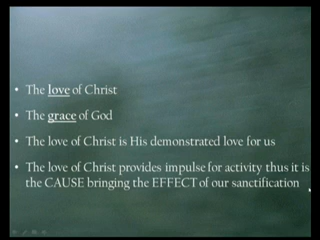 • The love of Christ
• The grace of God
• The love of Christ is His demonstrated love for us
• The love of Christ provides impulse for activity thus it is
the CAUSE bringing the EFFECT of our sanctification